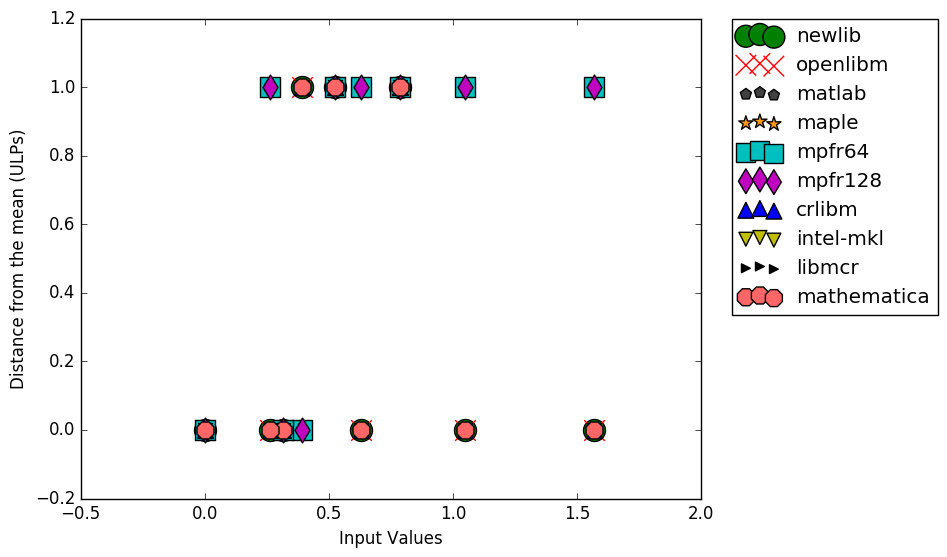 1.2
1.0
0.8
0.6
0.4
0.2
0.0
−0.2
−0.5 0.0 0.5 1.0 1.5 2.0
Distance from the mean (ULPs)
Input Values
newlib
openlibm
matlab
maple
mpfr64
mpfr128
crlibm
intel-mkl
libmcr
mathematica